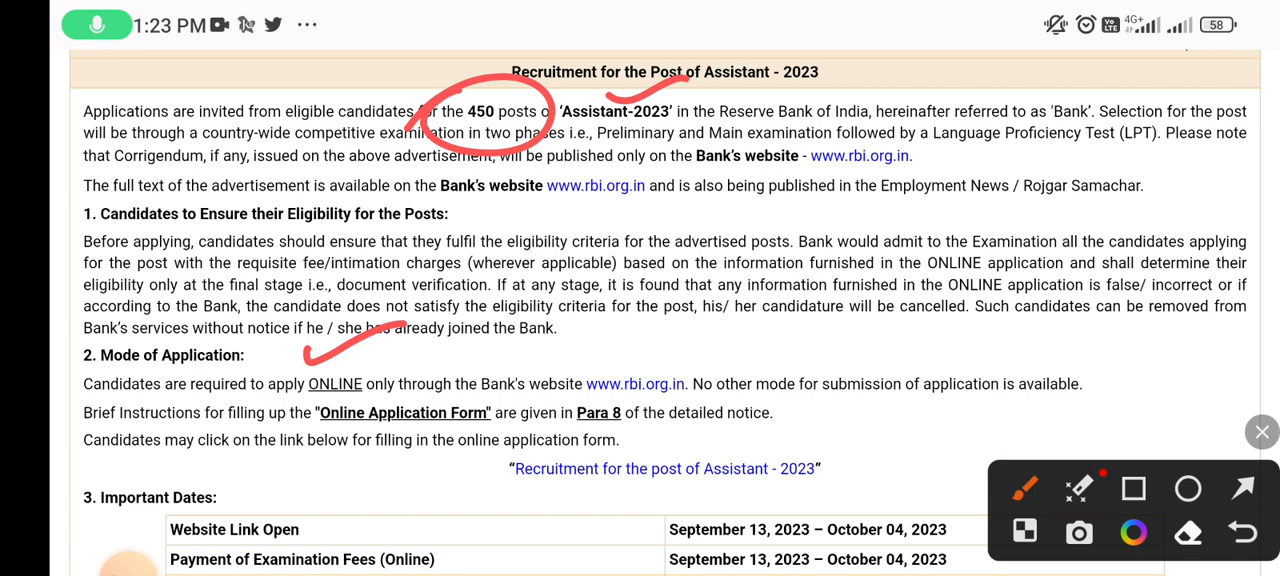 1:23 PM ... 4G+ Vo LTE 58
Recruitment for the Post of Assistant - 2023
Applications are invited from eligible candidates for the 450 posts of ‘Assistant-2023’ in the Reserve Bank of India, hereinafter referred to as 'Bank’. Selection for the post
will be through a country-wide competitive examination in two phases i.e., Preliminary and Main examination followed by a Language Proficiency Test (LPT). Please note
that Corrigendum, if any, issued on the above advertisement, will be published only on the Bank’s website - www.rbi.org.in.
The full text of the advertisement is available on the Bank’s website www.rbi.org.in and is also being published in the Employment News / Rojgar Samachar.
1. Candidates to Ensure their Eligibility for the Posts:
Before applying, candidates should ensure that they fulfil the eligibility criteria for the advertised posts. Bank would admit to the Examination all the candidates applying
for the post with the requisite fee/intimation charges (wherever applicable) based on the information furnished in the ONLINE application and shall determine their
eligibility only at the final stage i.e., document verification. If at any stage, it is found that any information furnished in the ONLINE application is false/ incorrect or if
according to the Bank, the candidate does not satisfy the eligibility criteria for the post, his/ her candidature will be cancelled. Such candidates can be removed from
Bank’s services without notice if he / she has already joined the Bank.
2. Mode of Application:
Candidates are required to apply ONLINE only through the Bank's website www.rbi.org.in. No other mode for submission of application is available.
Brief Instructions for filling up the "Online Application Form" are given in Para 8 of the detailed notice.
Candidates may click on the link below for filling in the online application form.
“Recruitment for the post of Assistant - 2023”
3. Important Dates:
Website Link Open September 13, 2023 – October 04, 2023
Payment of Examination Fees (Online) September 13, 2023 – October 04, 2023